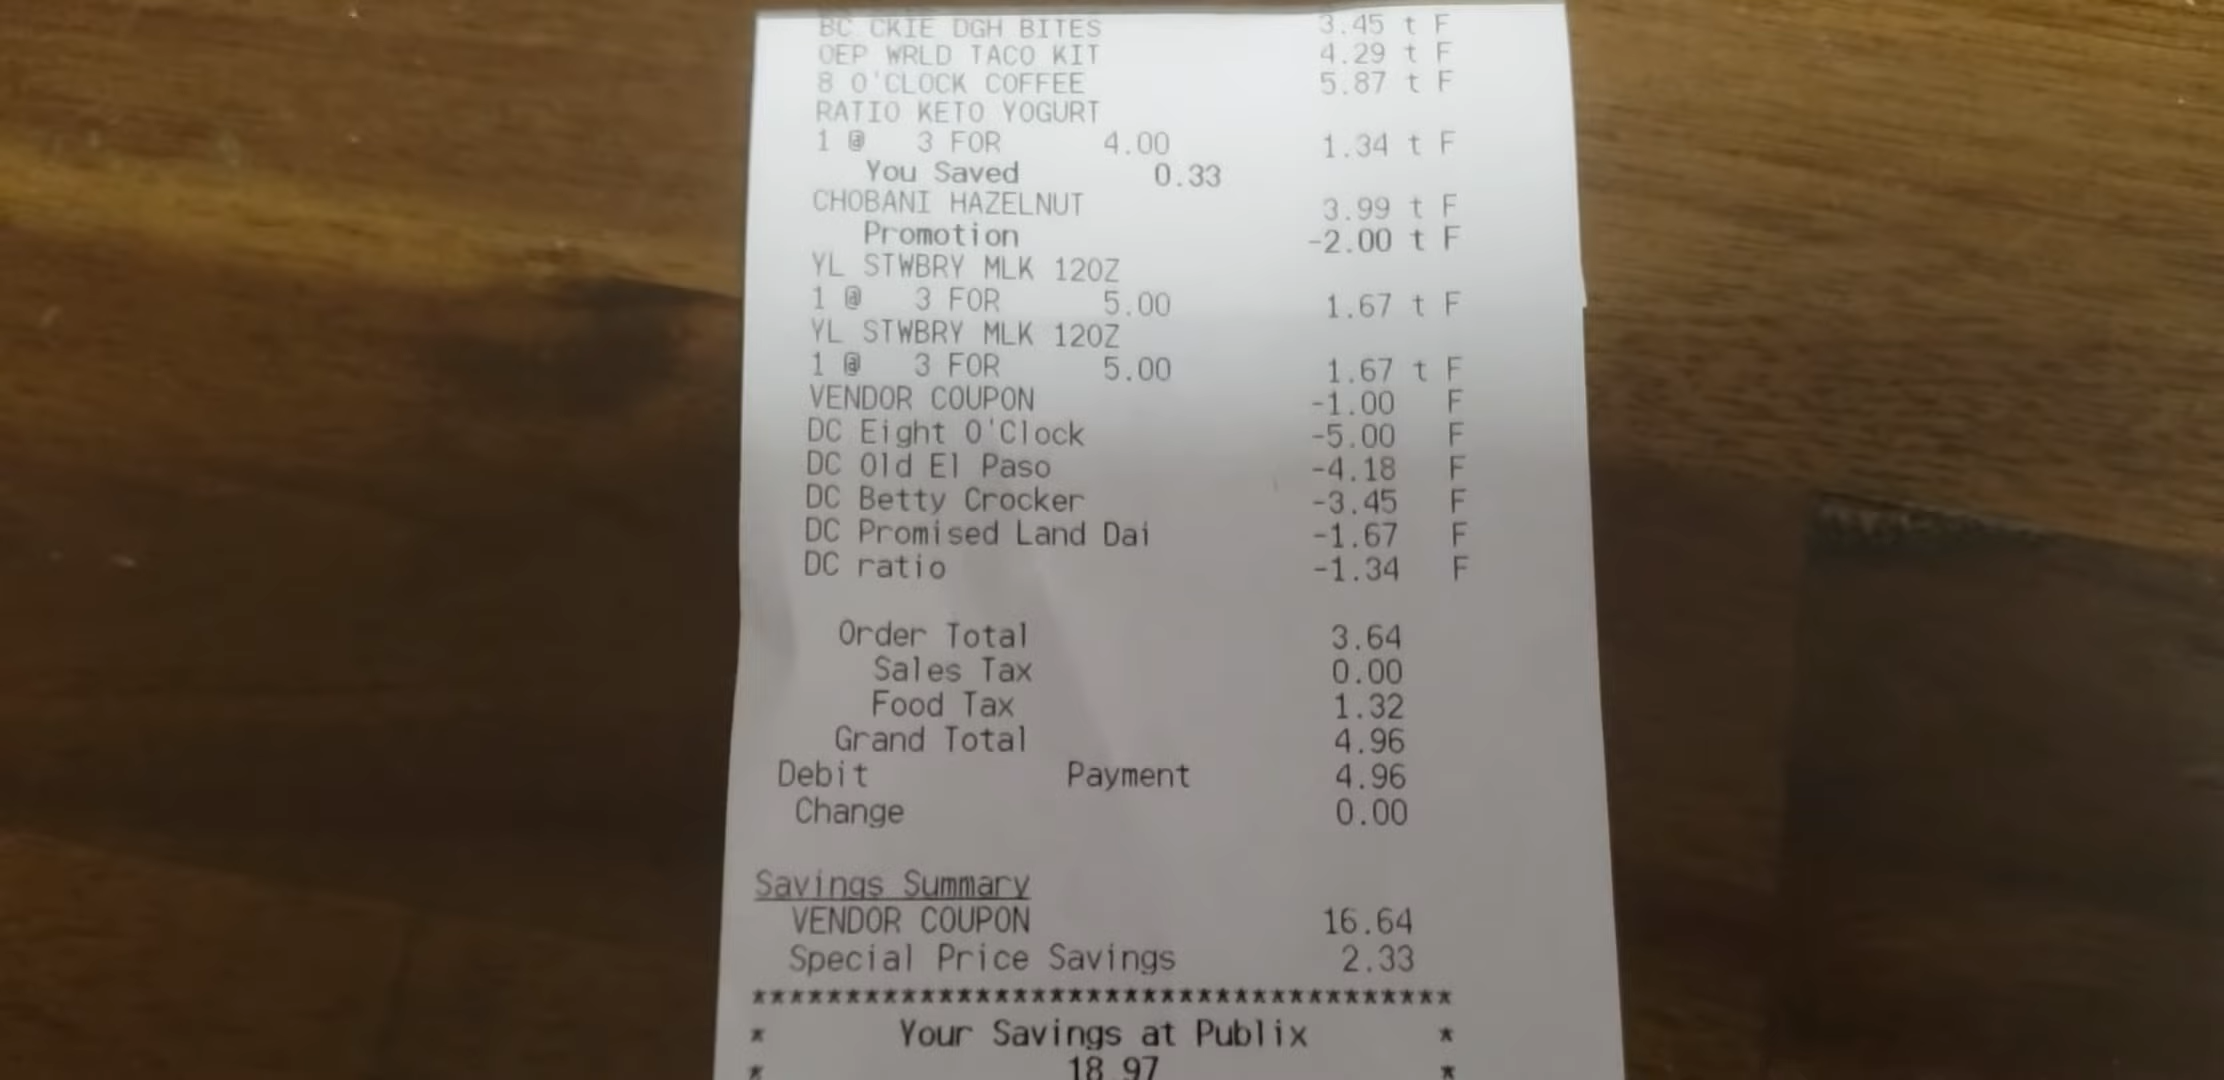 BC CKIE DGH BITES 3.45 t F
OEP WRLD TACO KIT 4.29 t F
8 O'CLOCK COFFEE 5.87 t F
RATIO KETO YOGURT
1 @ 3 FOR 4.00 1.34 t F
You Saved 0.33
CHOBANI HAZELNUT 3.99 t F
Promotion -2.00 t F
YL STWBRY MLK 12OZ
1 @ 3 FOR 5.00 1.67 t F
YL STWBRY MLK 12OZ
1 @ 3 FOR 5.00 1.67 t F
VENDOR COUPON -1.00 F
DC Eight O'Clock -5.00 F
DC Old El Paso -4.18 F
DC Betty Crocker -3.45 F
DC Promised Land Dai -1.67 F
DC ratio -1.34 F
Order Total 3.64
Sales Tax 0.00
Food Tax 1.32
Grand Total 4.96
Debit Payment 4.96
Change 0.00
Savings Summary
VENDOR COUPON 16.64
Special Price Savings 2.33
****************************************
* Your Savings at Publix *
* 18.97 *